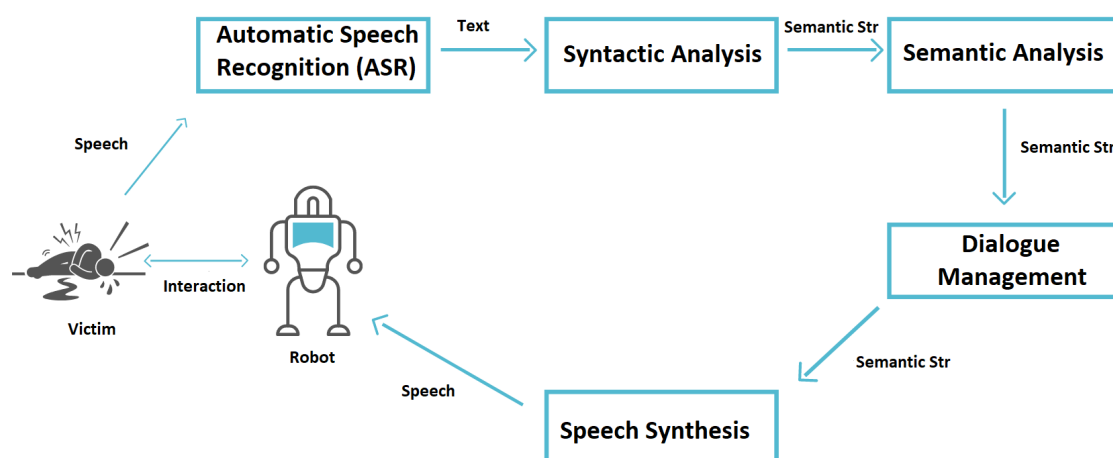 Automatic Speech
Recognition (ASR)
Text
Syntactic Analysis
Semantic Str
Semantic Analysis
Speech
Semantic Str
Dialogue
Management
Interaction
Victim
Robot
Semantic Str
Speech
Speech Synthesis